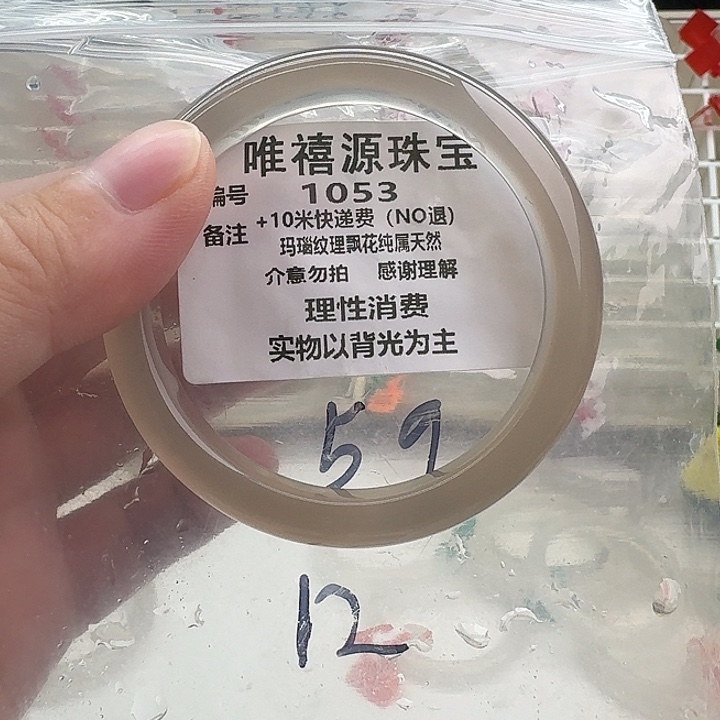 唯禧源珠宝
编号 1053
备注 +10米快递费（NO退）
玛瑙纹理飘花纯属天然
介意勿拍 感谢理解
理性消费
实物以背光为主
59
12